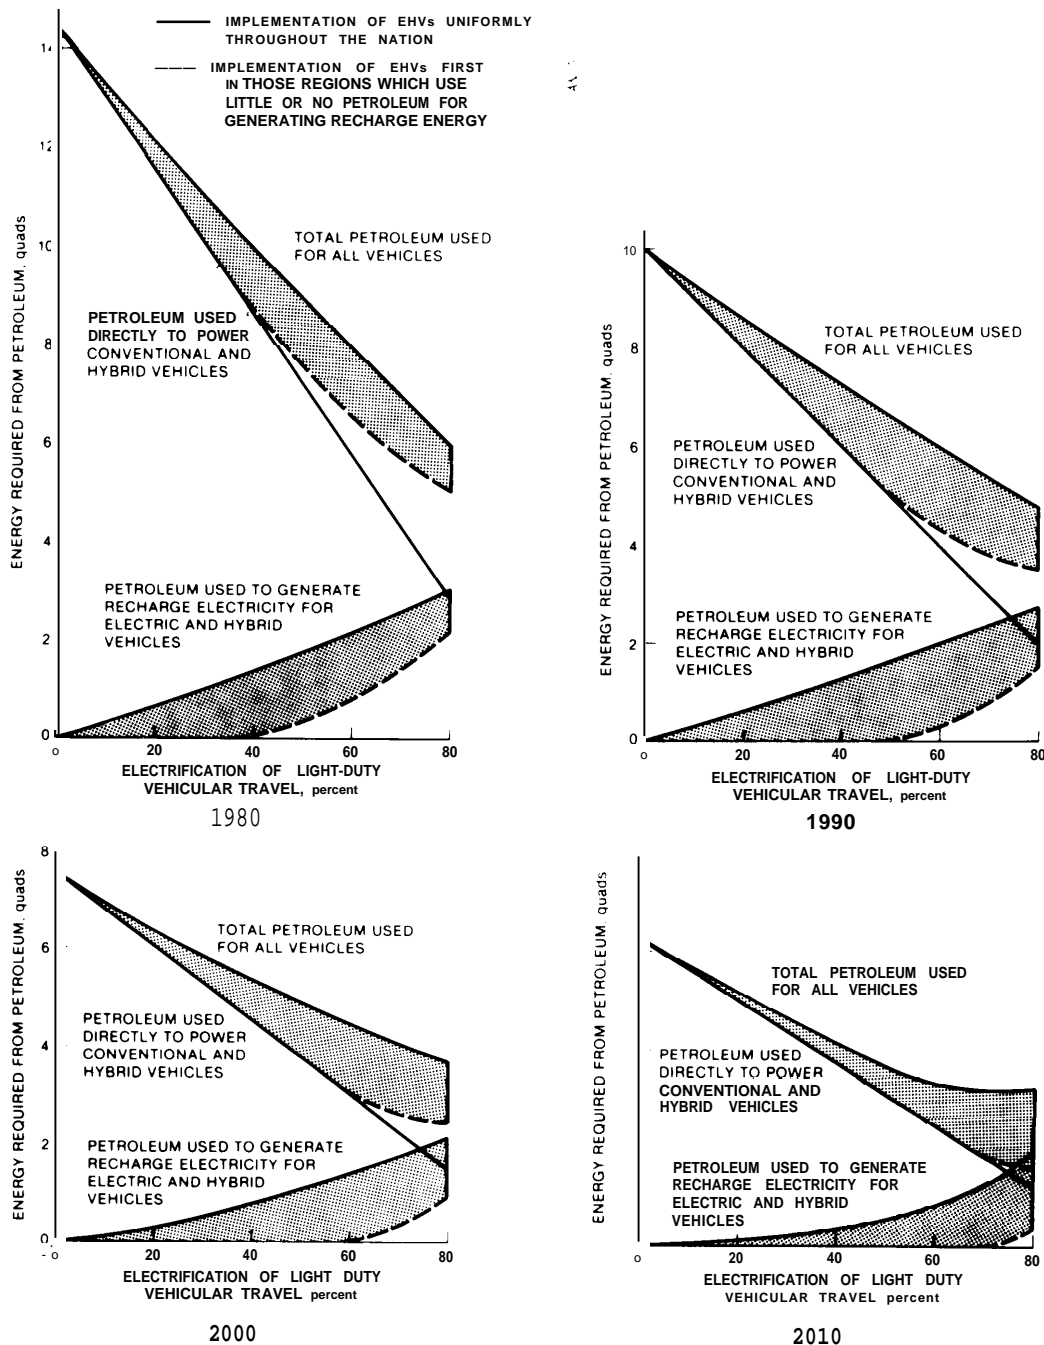 IMPLEMENTATION OF EHVs UNIFORMLY
THROUGHOUT THE NATION
IMPLEMENTATION OF EHVs FIRST
IN THOSE REGIONS WHICH USE
LITTLE OR NO PETROLEUM FOR
GENERATING RECHARGE ENERGY
ENERGY REQUIRED FROM PETROLEUM, quads
8
6
4
2
0
TOTAL PETROLEUM USED
FOR ALL VEHICLES
PETROLEUM USED
DIRECTLY TO POWER
CONVENTIONAL AND
HYBRID VEHICLES
PETROLEUM USED TO GENERATE
RECHARGE ELECTRICITY FOR
ELECTRIC AND HYBRID
VEHICLES
0 20 40 60 80
ELECTRIFICATION OF LIGHT-DUTY
VEHICULAR TRAVEL, percent
1980
ENERGY REQUIRED FROM PETROLEUM, quads
10
8
6
4
2
0
TOTAL PETROLEUM USED
FOR ALL VEHICLES
PETROLEUM USED
DIRECTLY TO POWER
CONVENTIONAL AND
HYBRID VEHICLES
PETROLEUM USED TO GENERATE
RECHARGE ELECTRICITY FOR
ELECTRIC AND HYBRID
VEHICLES
0 20 40 60 80
ELECTRIFICATION OF LIGHT-DUTY
VEHICULAR TRAVEL, percent
1990
ENERGY REQUIRED FROM PETROLEUM, quads
8
6
4
2
0
TOTAL PETROLEUM USED
FOR ALL VEHICLES
PETROLEUM USED
DIRECTLY TO POWER
CONVENTIONAL AND
HYBRID VEHICLES
PETROLEUM USED TO GENERATE
RECHARGE ELECTRICITY FOR
ELECTRIC AND HYBRID
VEHICLES
0 20 40 60 80
ELECTRIFICATION OF LIGHT DUTY
VEHICULAR TRAVEL percent
2000
ENERGY REQUIRED FROM PETROLEUM, quads
TOTAL PETROLEUM USED
FOR ALL VEHICLES
PETROLEUM USED
DIRECTLY TO POWER
CONVENTIONAL AND
HYBRID VEHICLES
PETROLEUM USED TO GENERATE
RECHARGE ELECTRICITY FOR
ELECTRIC AND HYBRID
VEHICLES
0 20 40 60 80
ELECTRIFICATION OF LIGHT DUTY
VEHICULAR TRAVEL percent
2010